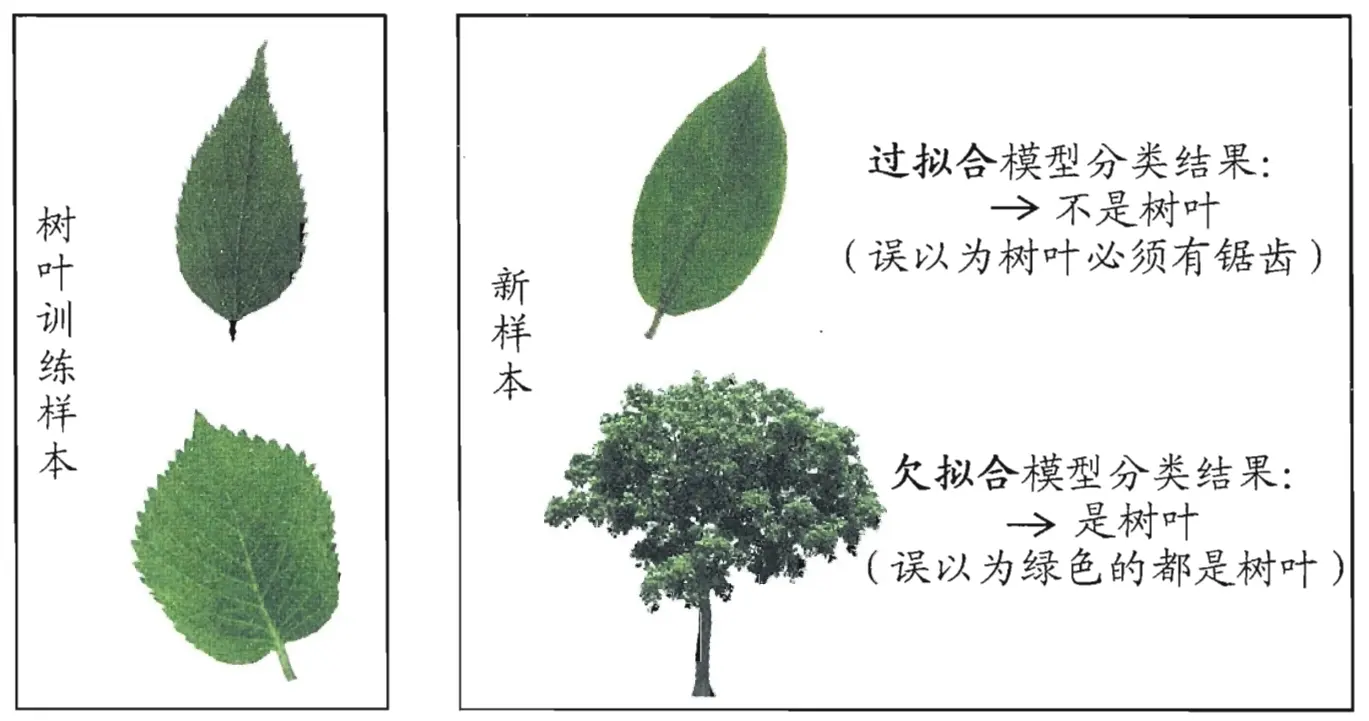 树叶训练样本
新样本
过拟合模型分类结果：
→ 不是树叶
（误以为树叶必须有锯齿）
欠拟合模型分类结果：
→ 是树叶
（误以为绿色的都是树叶）